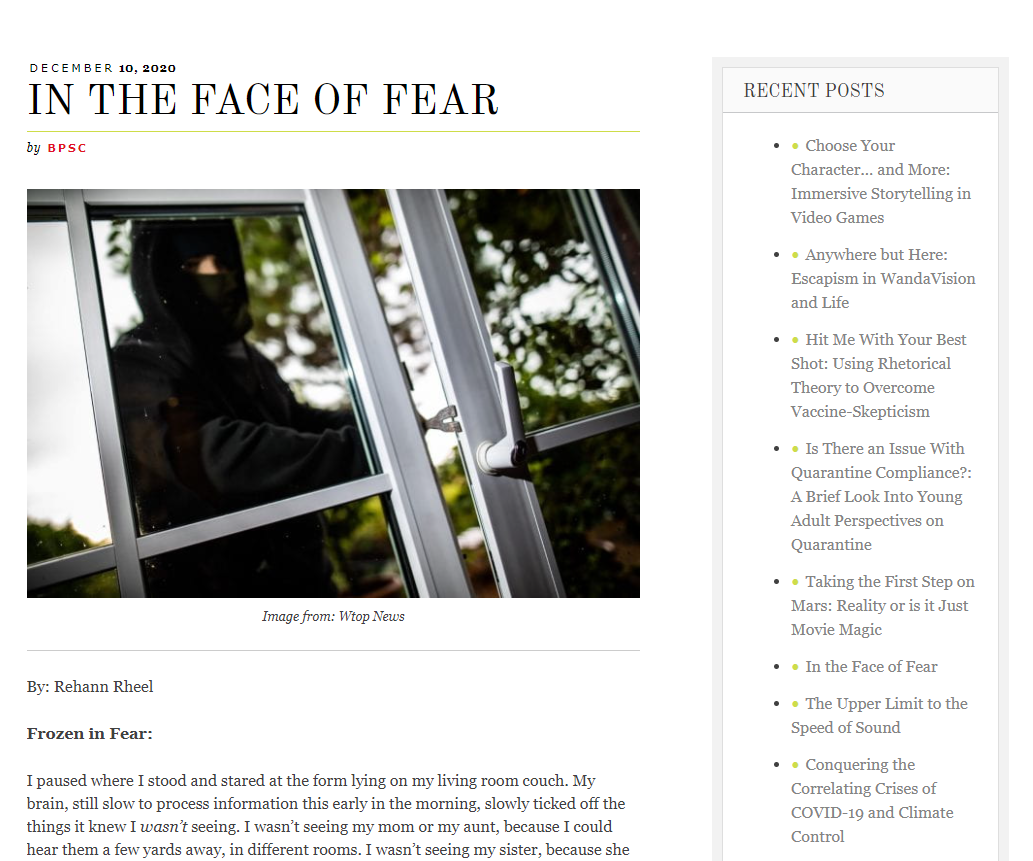 DECEMBER 10, 2020
IN THE FACE OF FEAR
by BPSC
Image from: Wtop News
By: Rehann Rheel
Frozen in Fear:
I paused where I stood and stared at the form lying on my living room couch. My
brain, still slow to process information this early in the morning, slowly ticked off the
things it knew I wasn’t seeing. I wasn’t seeing my mom or my aunt, because I could
hear them a few yards away, in different rooms. I wasn’t seeing my sister, because she
RECENT POSTS
Choose Your
Character… and More:
Immersive Storytelling in
Video Games
Anywhere but Here:
Escapism in WandaVision
and Life
Hit Me With Your Best
Shot: Using Rhetorical
Theory to Overcome
Vaccine-Skepticism
Is There an Issue With
Quarantine Compliance?:
A Brief Look Into Young
Adult Perspectives on
Quarantine
Taking the First Step on
Mars: Reality or is it Just
Movie Magic
In the Face of Fear
The Upper Limit to the
Speed of Sound
Conquering the
Correlating Crises of
COVID-19 and Climate
Control